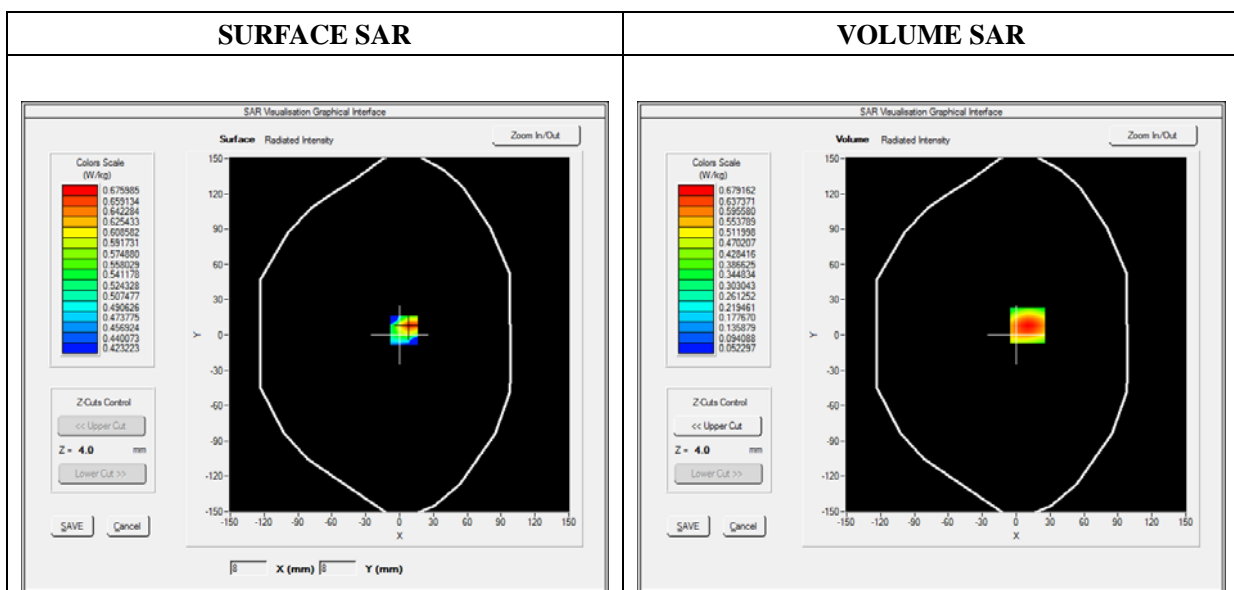 SURFACE SAR
VOLUME SAR
SAR Visualisation Graphical Interface
Surface Radiated Intensity
Zoom In/Out
Colors Scale
(W/kg)
0.675985
0.659134
0.642284
0.625433
0.608582
0.591731
0.574880
0.558029
0.541178
0.524328
0.507477
0.490626
0.473775
0.456924
0.440073
0.423223
150
120
90
60
30
0
-30
-60
-90
-120
-150
Y
-150 -120 -90 -60 -30 0 30 60 90 120 150
X
Z-Cuts Control
<< Upper Cut
Z = 4.0 mm
Lower Cut >>
SAVE Cancel
8 X (mm) 8 Y (mm)
SAR Visualisation Graphical Interface
Volume Radiated Intensity
Zoom In/Out
Colors Scale
(W/kg)
0.679162
0.637371
0.595580
0.553789
0.511998
0.470207
0.428416
0.386625
0.344834
0.303043
0.261252
0.219461
0.177670
0.135879
0.094088
0.052297
150
120
90
60
30
0
-30
-60
-90
-120
-150
Y
-150 -120 -90 -60 -30 0 30 60 90 120 150
X
Z-Cuts Control
<< Upper Cut
Z = 4.0 mm
Lower Cut >>
SAVE Cancel